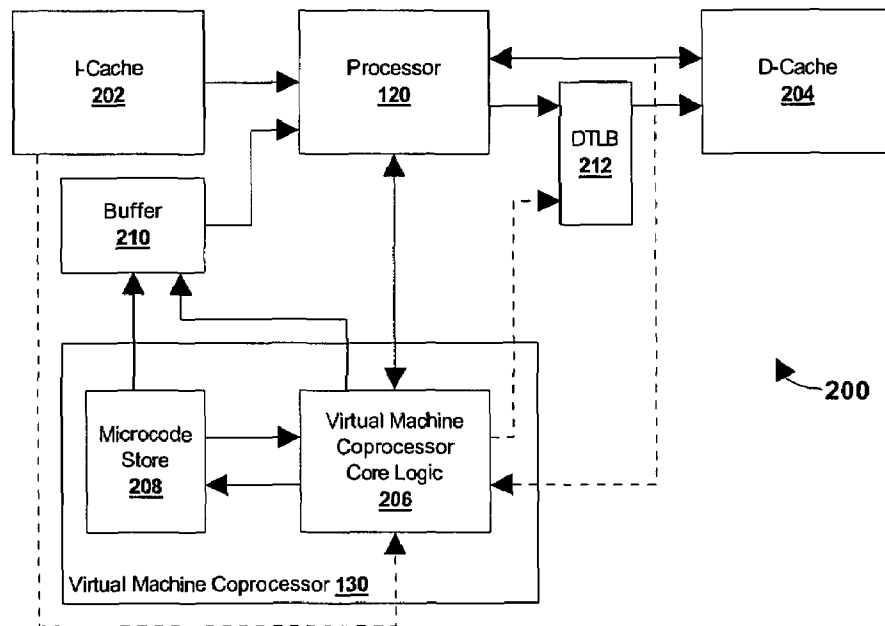 I-Cache
202
Processor
120
D-Cache
204
DTLB
212
Buffer
210
200
Microcode
Store
208
Virtual Machine
Coprocessor
Core Logic
206
Virtual Machine Coprocessor 130